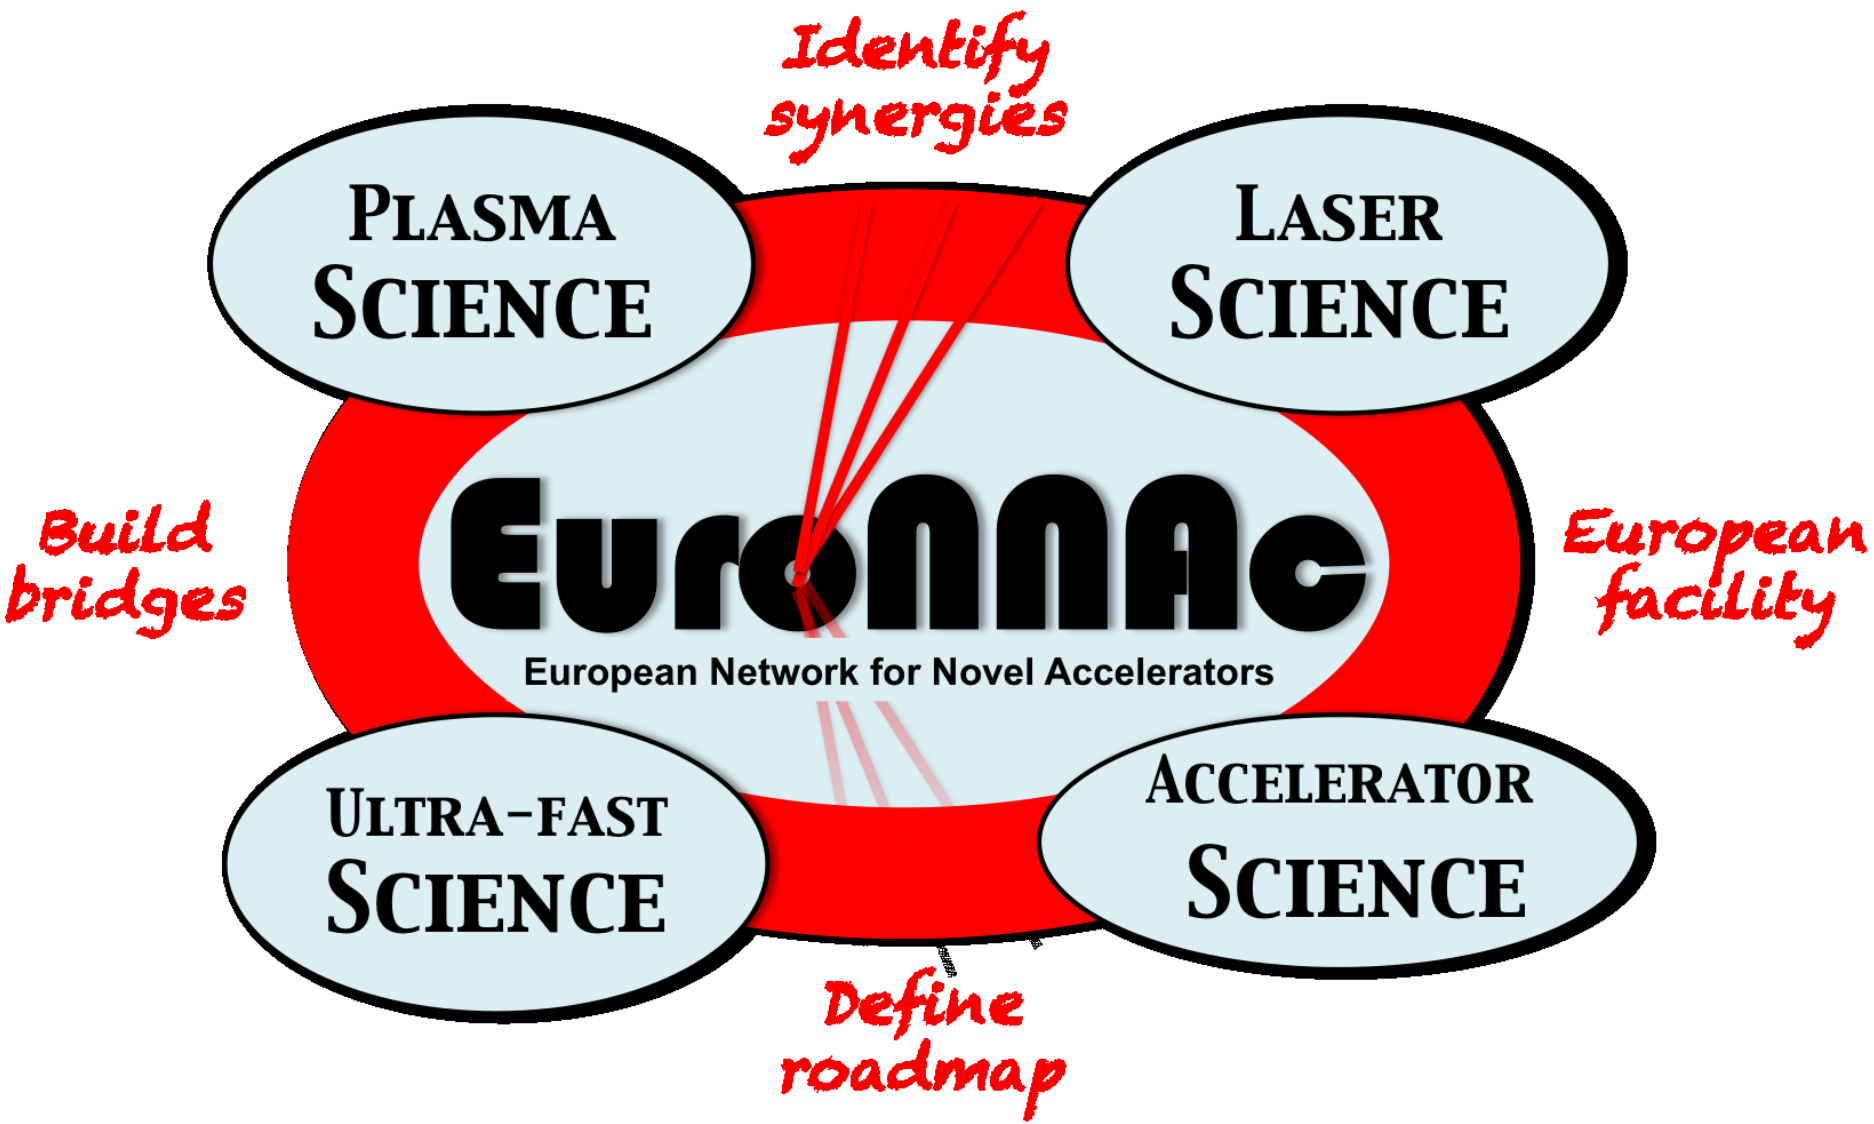 Identify
synergies
PLASMA
SCIENCE
LASER
SCIENCE
Build
bridges
EuroNNAc
European Network for Novel Accelerators
European
facility
ULTRA-FAST
SCIENCE
ACCELERATOR
SCIENCE
Define
roadmap